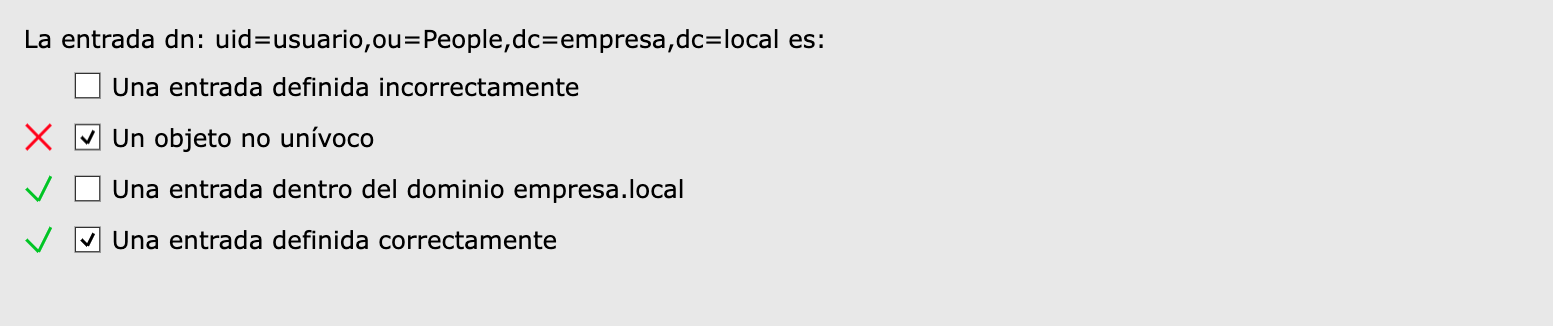 La entrada dn: uid=usuario,ou=People,dc=empresa,dc=local es:
Una entrada definida incorrectamente
Un objeto no unívoco
Una entrada dentro del dominio empresa.local
Una entrada definida correctamente